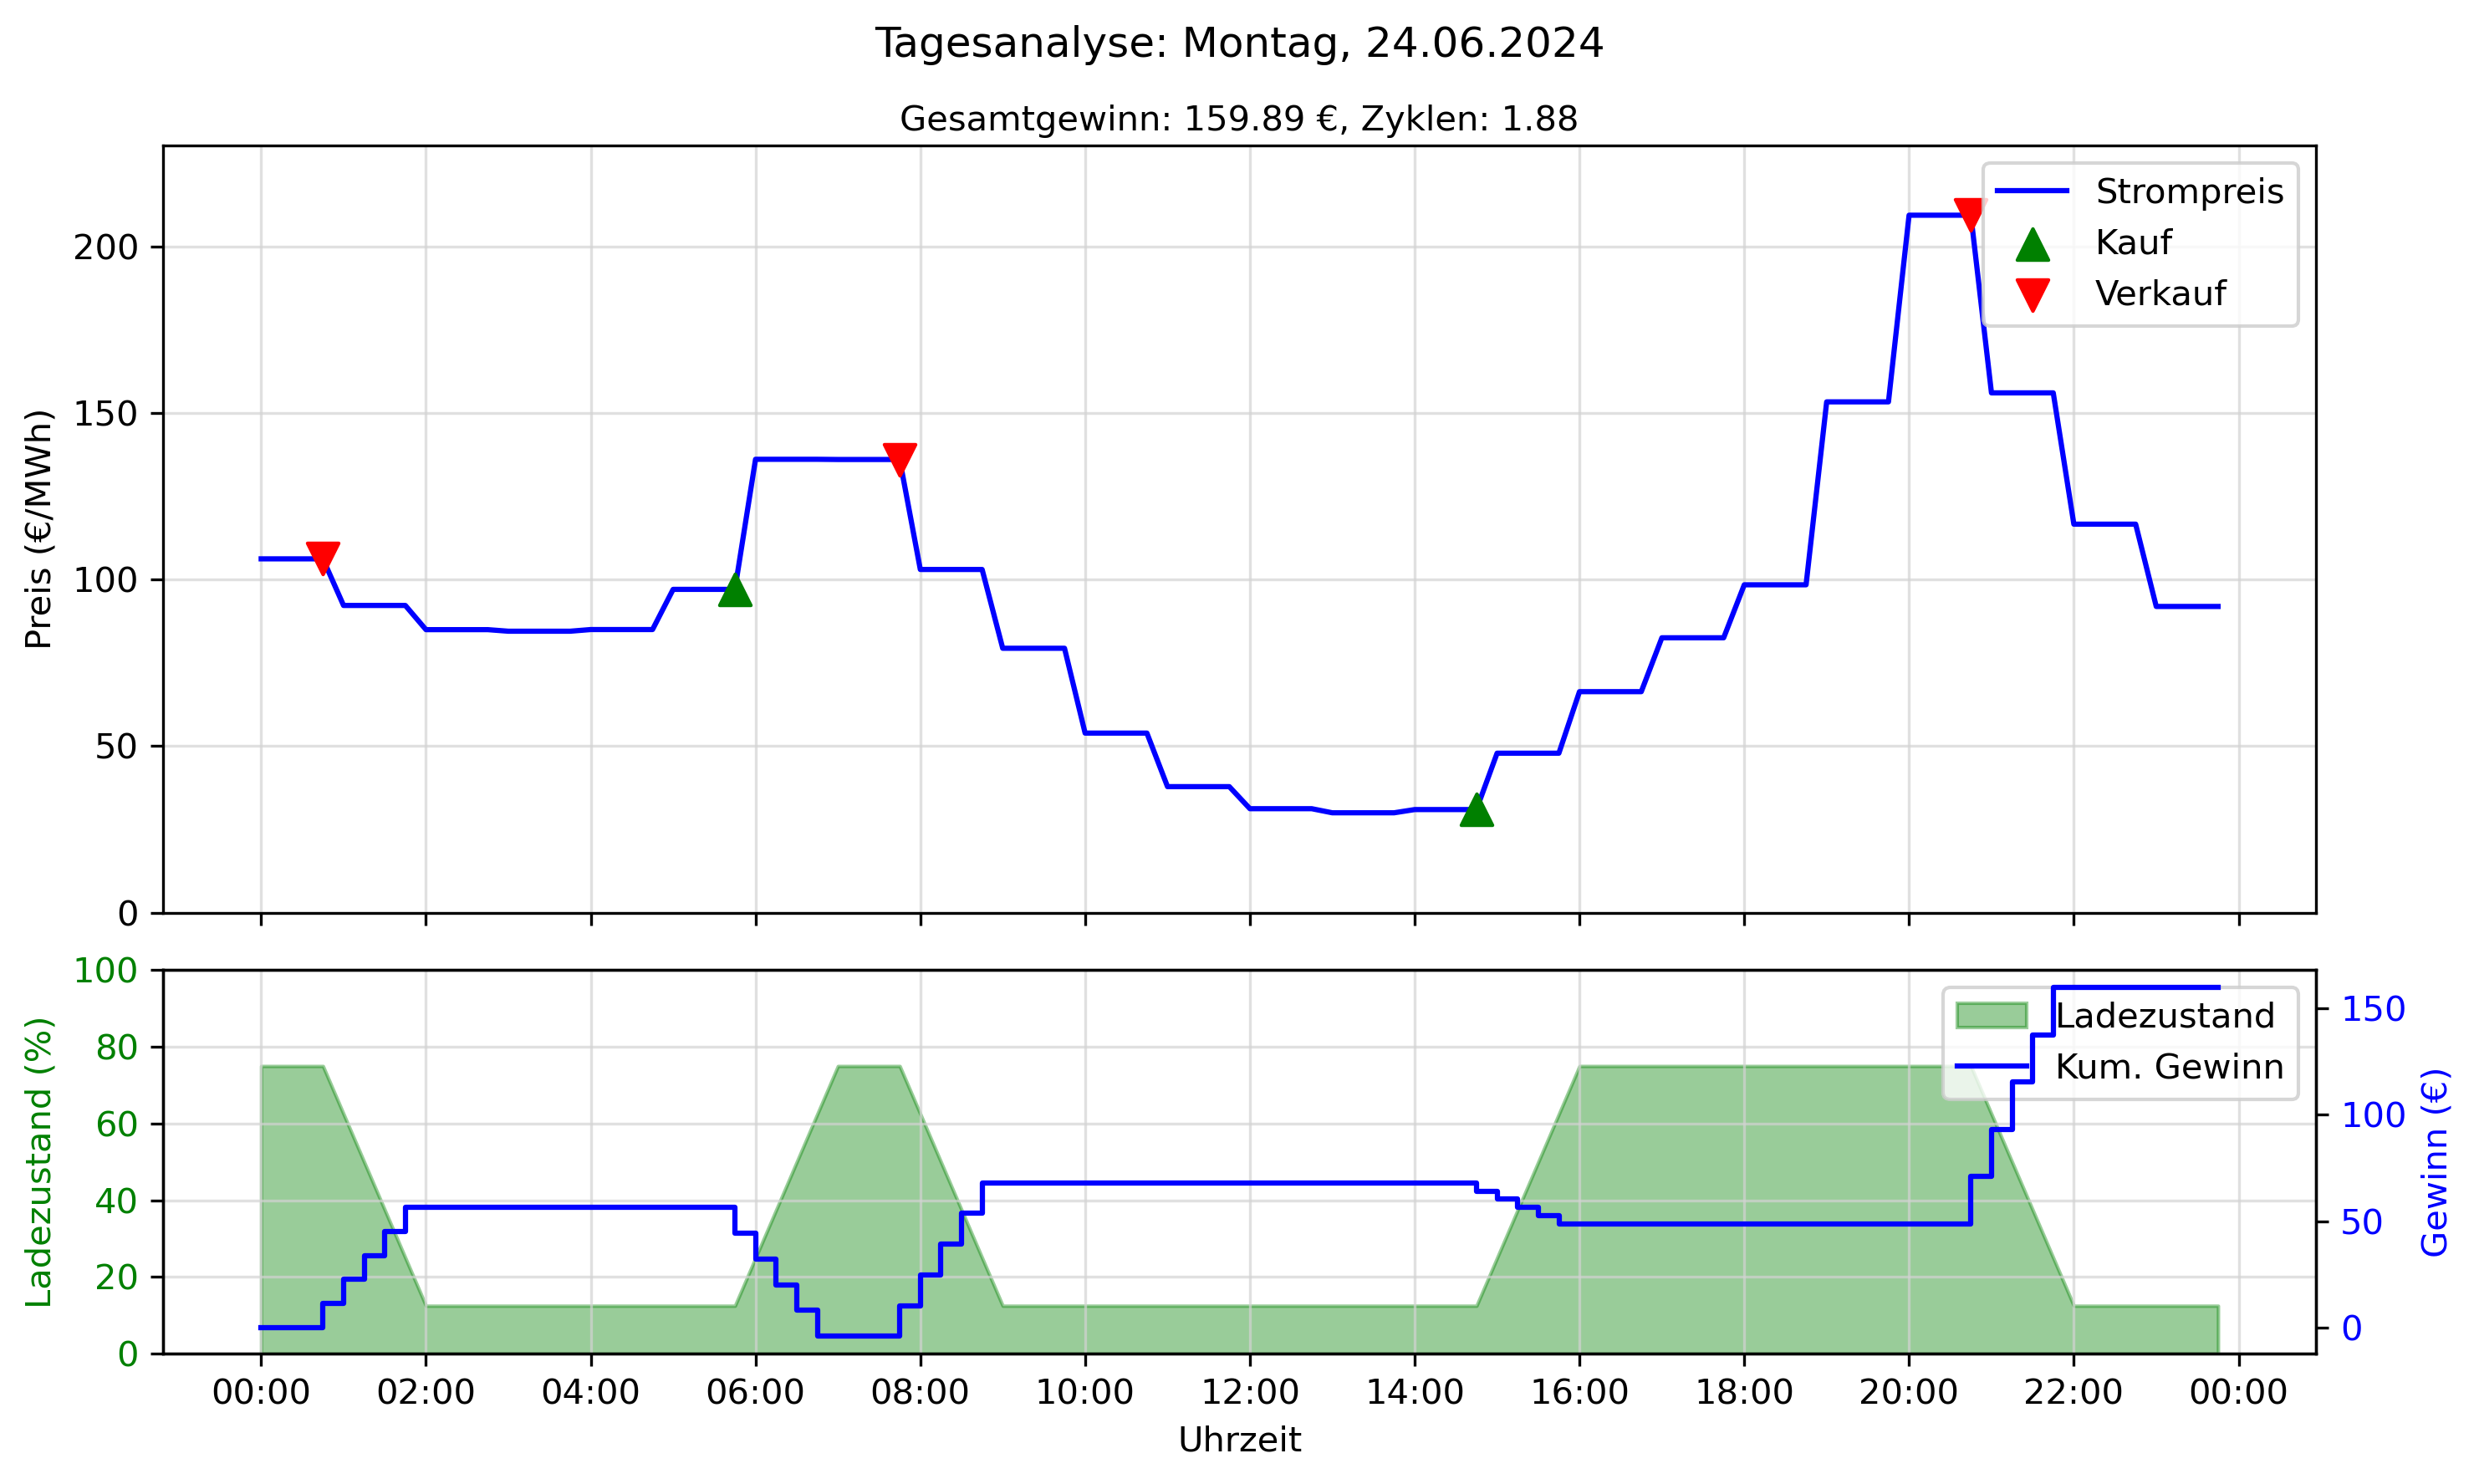 Tagesanalyse: Montag, 24.06.2024
Gesamtgewinn: 159.89 €, Zyklen: 1.88
Preis (€/MWh)
200
150
100
50
0
Strompreis
Kauf
Verkauf
Ladezustand (%)
100
80
60
40
20
0
Ladezustand
Kum. Gewinn
150
100
50
0
Gewinn (€)
00:00 02:00 04:00 06:00 08:00 10:00 12:00 14:00 16:00 18:00 20:00 22:00 00:00
Uhrzeit